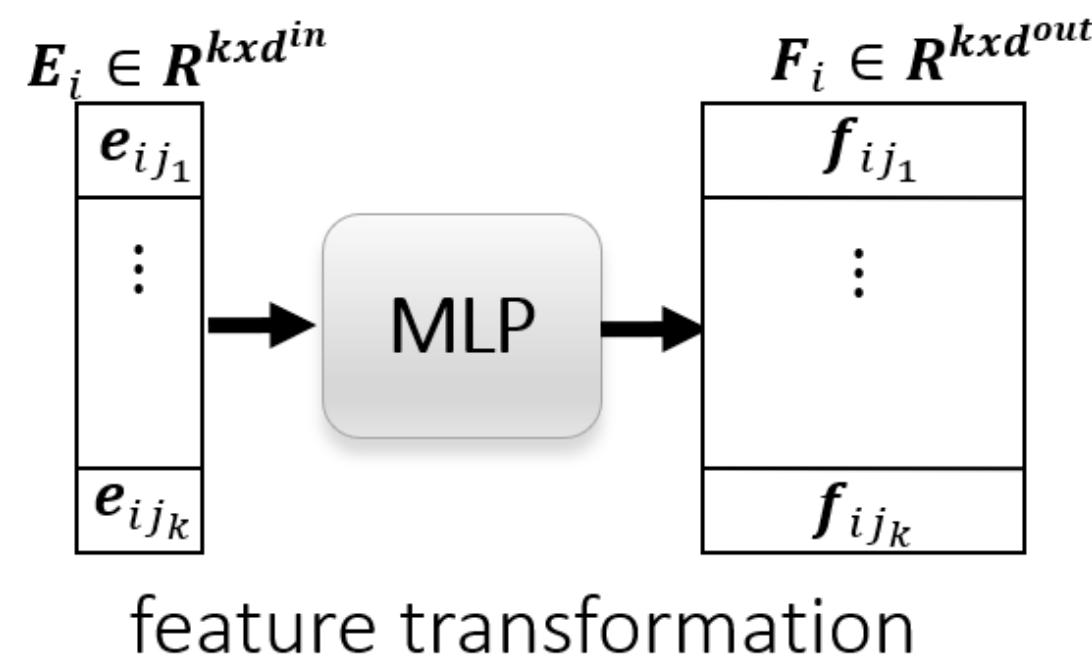 E_i ∈ R^{kxd^{in}}
F_i ∈ R^{kxd^{out}}
e_{ij_1}
f_{ij_1}
⋮
⋮
MLP
e_{ij_k}
f_{ij_k}
feature transformation